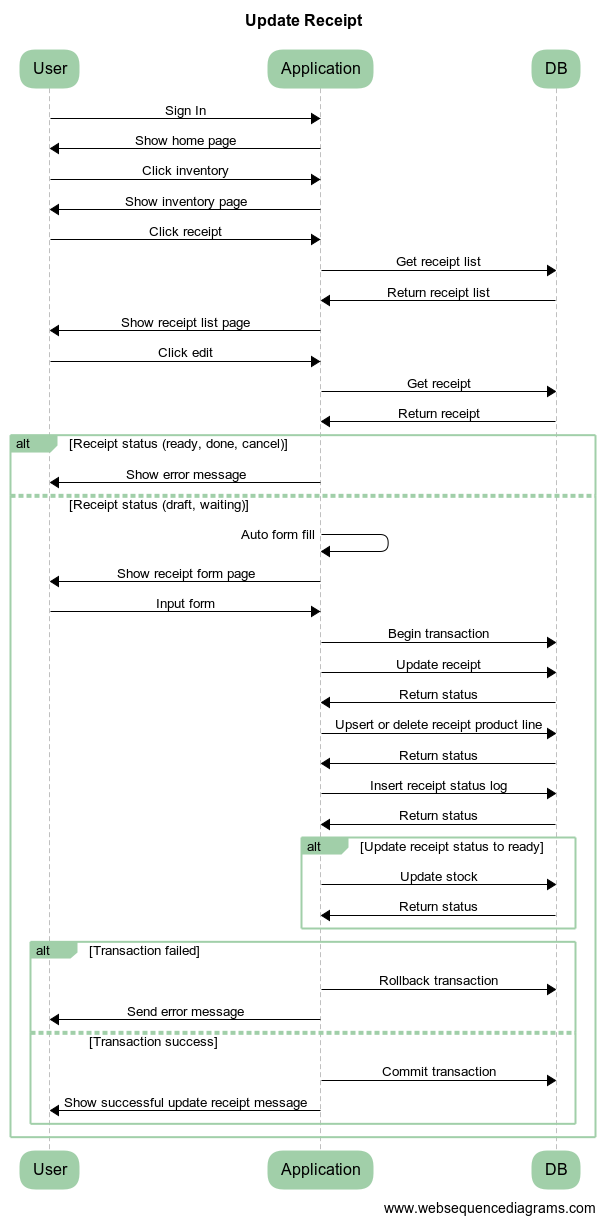 Update Receipt
User
Application
DB
Sign In
Show home page
Click inventory
Show inventory page
Click receipt
Get receipt list
Return receipt list
Show receipt list page
Click edit
Get receipt
Return receipt
alt
[Receipt status (ready, done, cancel)]
Show error message
[Receipt status (draft, waiting)]
Auto form fill
Show receipt form page
Input form
Begin transaction
Update receipt
Return status
Upsert or delete receipt product line
Return status
Insert receipt status log
Return status
alt
[Update receipt status to ready]
Update stock
Return status
alt
[Transaction failed]
Rollback transaction
Send error message
[Transaction success]
Commit transaction
Show successful update receipt message
User
Application
DB
www.websequencediagrams.com